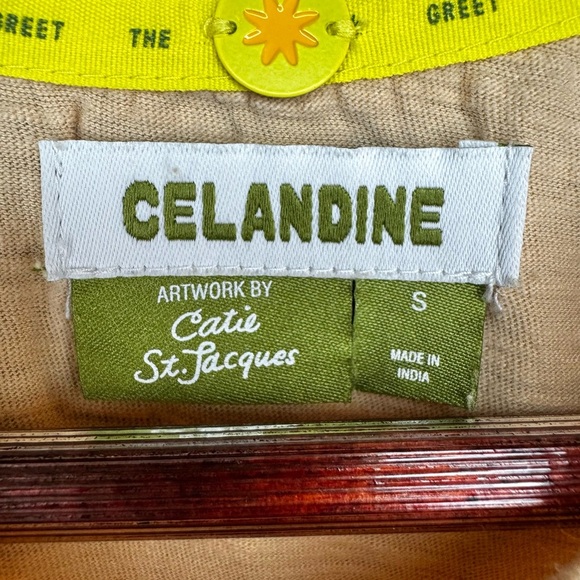 GREET THE GREET
CELANDINE
ARTWORK BY
Catie
St. Jacques
S
MADE IN
INDIA